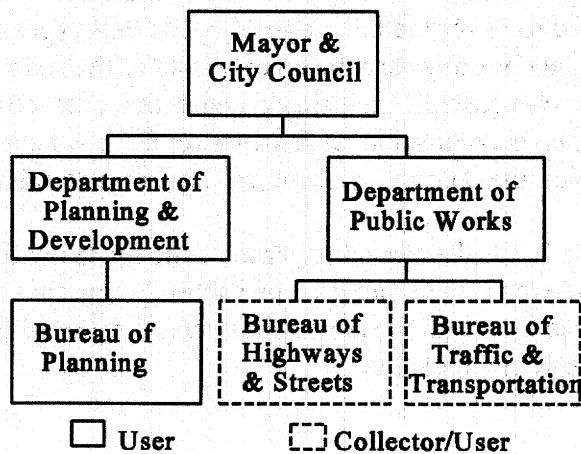 Mayor &
City Council
Department of
Planning &
Development
Department of
Public Works
Bureau of
Planning
Bureau of
Highways
& Streets
Bureau of
Traffic &
Transportation
User
Collector/User